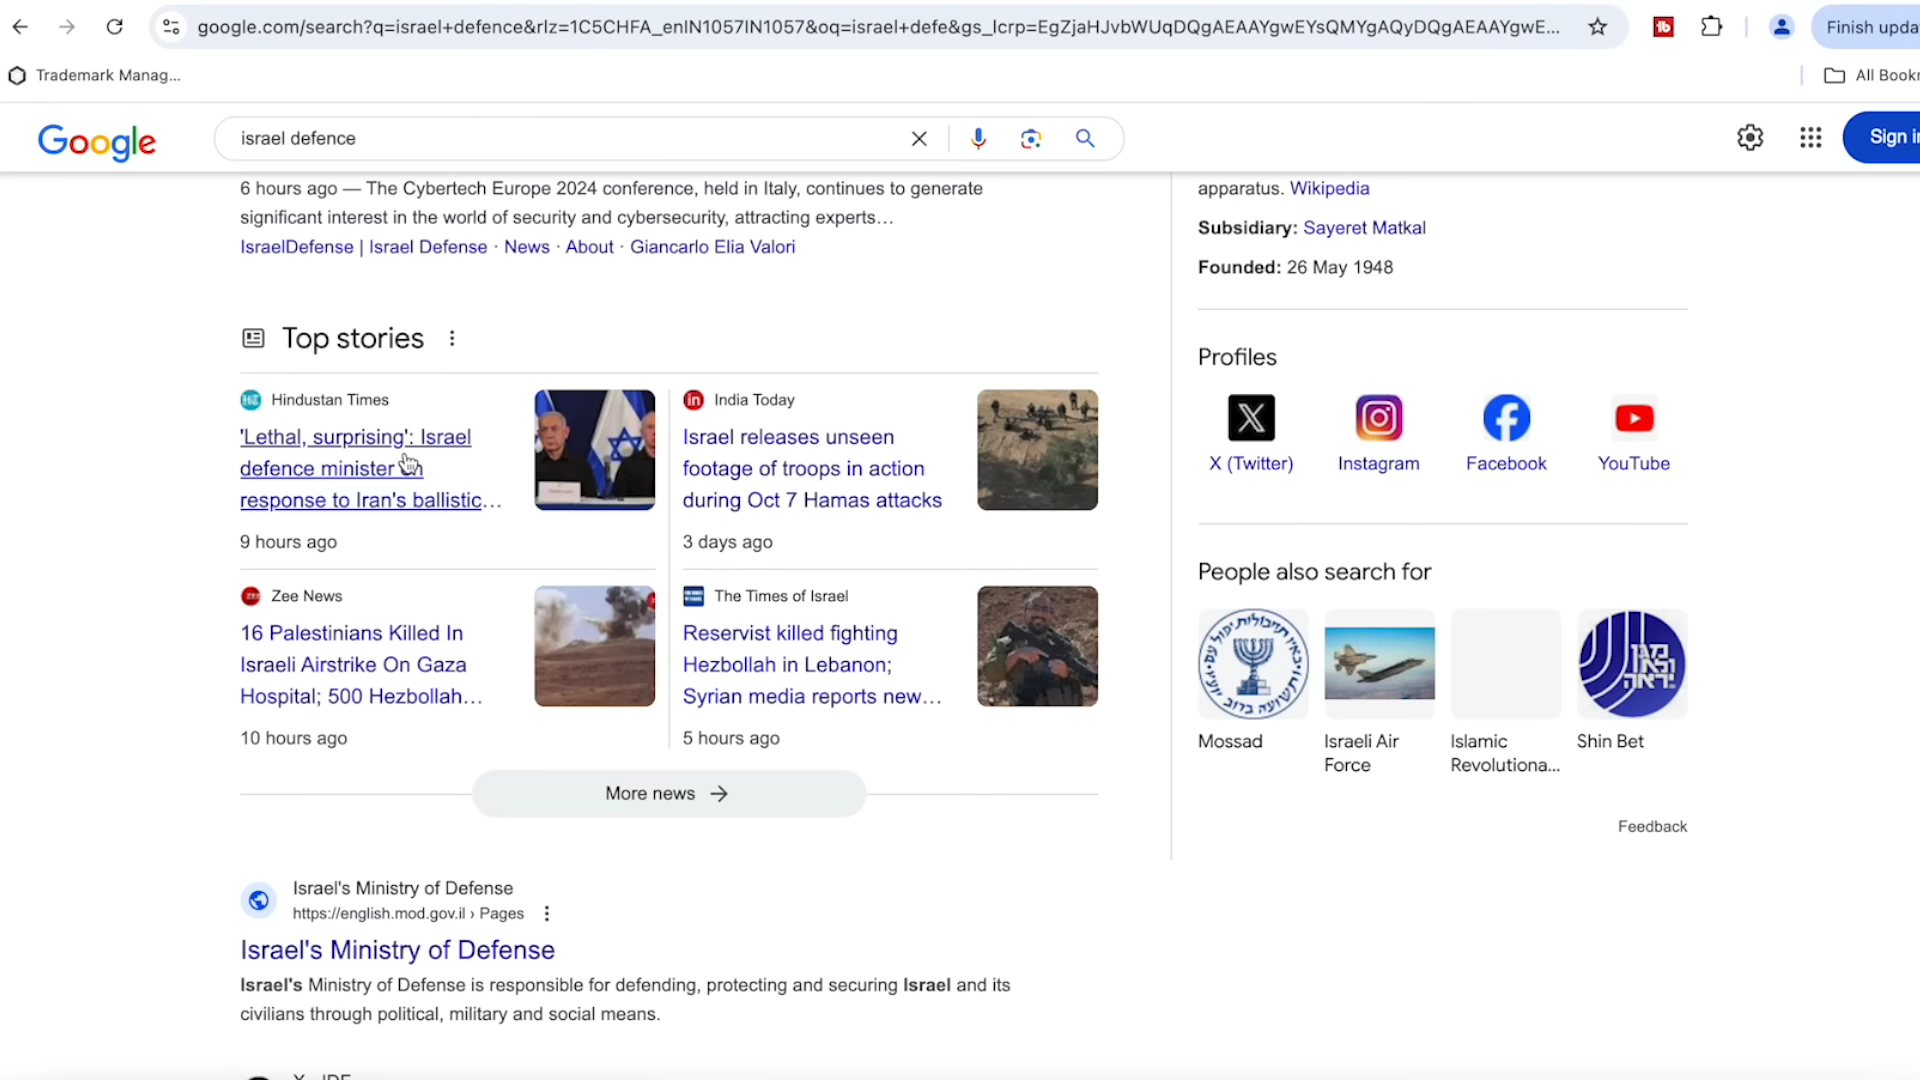 google.com/search?q=israel+defence&rlz=1C5CHFA_enIN1057IN1057&oq=israel+defe&gs_lcrp=EgZjaHJvbWUqDQgAEAAYgwEYsQMYgAQyDQgAEAAYgwE...
Finish upda
Trademark Manag...
All Bookr
Google
israel defence
Sign in
6 hours ago — The Cybertech Europe 2024 conference, held in Italy, continues to generate
significant interest in the world of security and cybersecurity, attracting experts...
IsraelDefense | Israel Defense · News · About · Giancarlo Elia Valori
Top stories
Hindustan Times
'Lethal, surprising': Israel
defence minister on
response to Iran's ballistic...
9 hours ago
India Today
Israel releases unseen
footage of troops in action
during Oct 7 Hamas attacks
3 days ago
Zee News
16 Palestinians Killed In
Israeli Airstrike On Gaza
Hospital; 500 Hezbollah...
10 hours ago
The Times of Israel
Reservist killed fighting
Hezbollah in Lebanon;
Syrian media reports new...
5 hours ago
More news
Israel's Ministry of Defense
https://english.mod.gov.il › Pages
Israel's Ministry of Defense
Israel's Ministry of Defense is responsible for defending, protecting and securing Israel and its
civilians through political, military and social means.
apparatus. Wikipedia
Subsidiary: Sayeret Matkal
Founded: 26 May 1948
Profiles
X (Twitter)
Instagram
Facebook
YouTube
People also search for
מגן
ולא
יראה
Mossad
Israeli Air
Force
Islamic
Revolutiona...
Shin Bet
Feedback